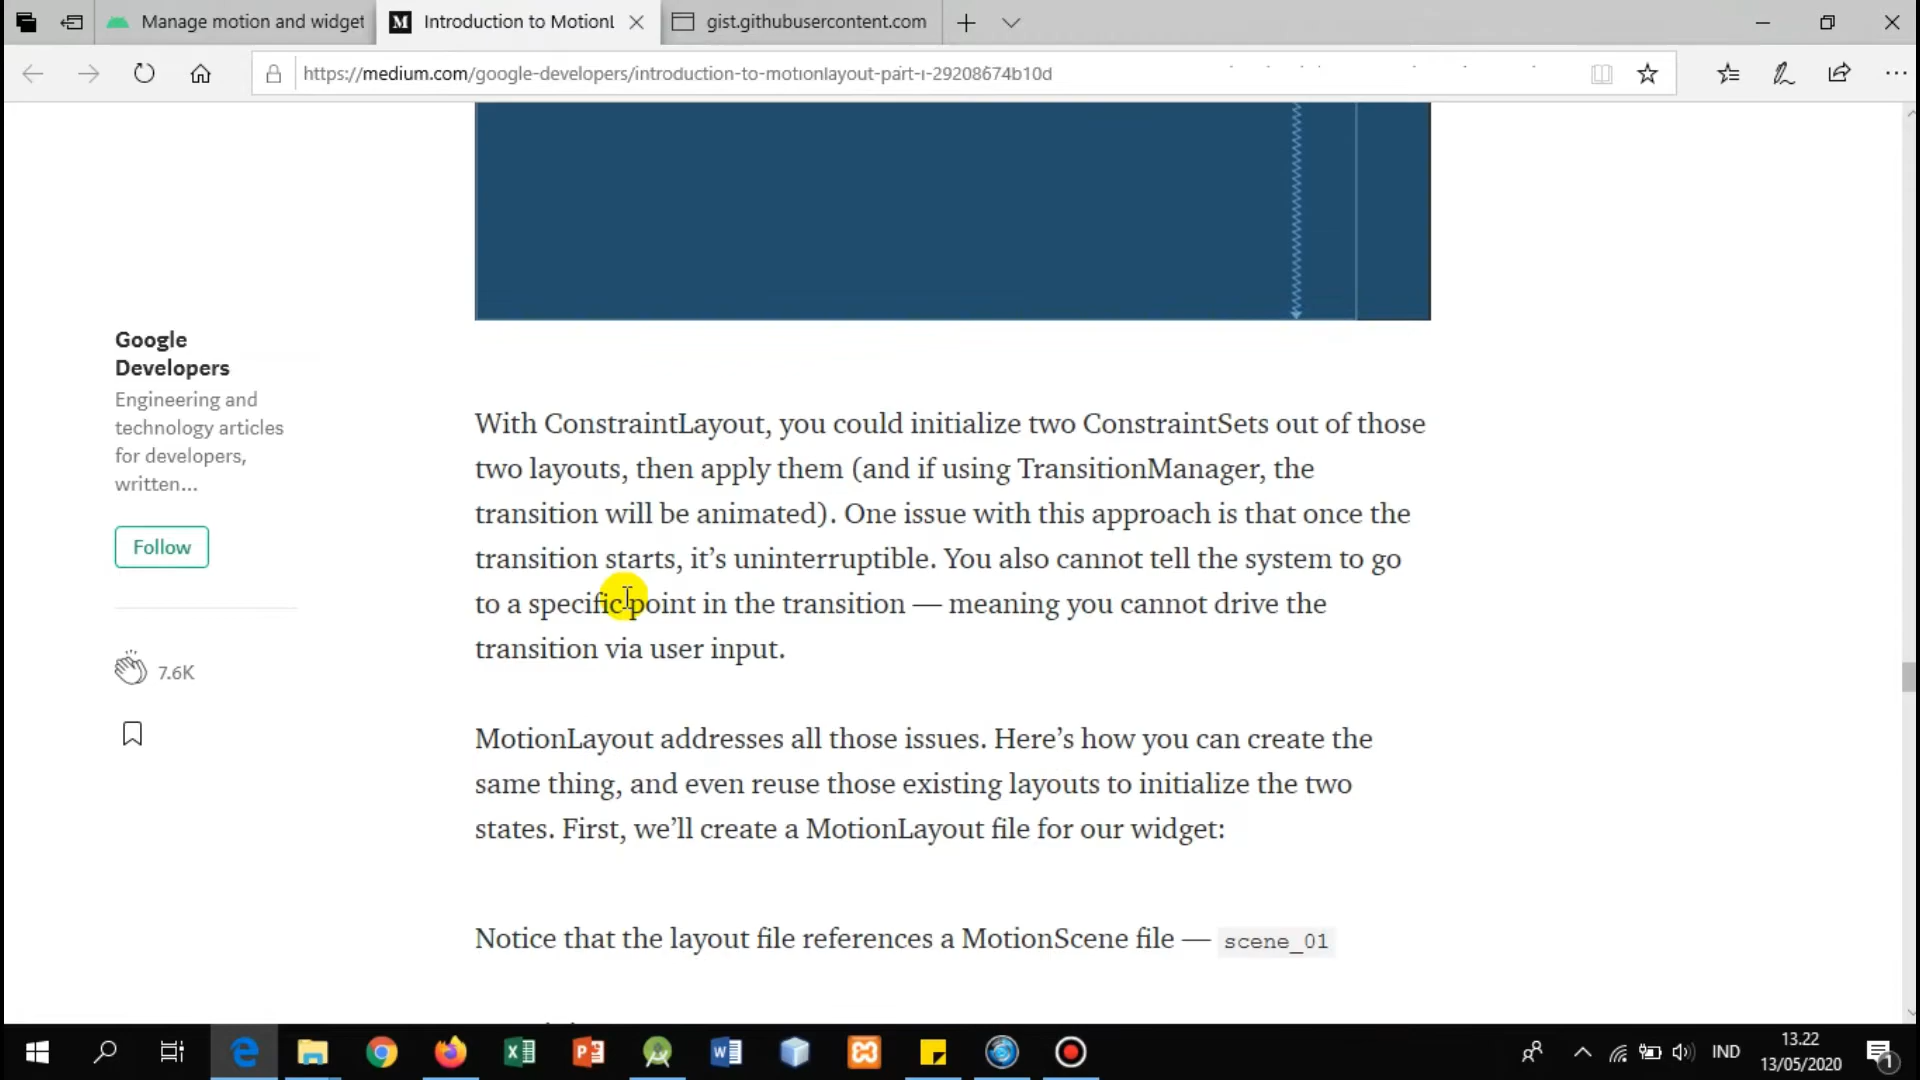 Manage motion and widget
M
Introduction to MotionL
gist.githubusercontent.com
https://medium.com/google-developers/introduction-to-motionlayout-part-i-29208674b10d
Google
Developers
Engineering and
technology articles
for developers,
written...
Follow
7.6K
With ConstraintLayout, you could initialize two ConstraintSets out of those
two layouts, then apply them (and if using TransitionManager, the
transition will be animated). One issue with this approach is that once the
transition starts, it’s uninterruptible. You also cannot tell the system to go
to a specific point in the transition — meaning you cannot drive the
transition via user input.
MotionLayout addresses all those issues. Here’s how you can create the
same thing, and even reuse those existing layouts to initialize the two
states. First, we’ll create a MotionLayout file for our widget:
Notice that the layout file references a MotionScene file — scene_01
IND
13.22
13/05/2020
1